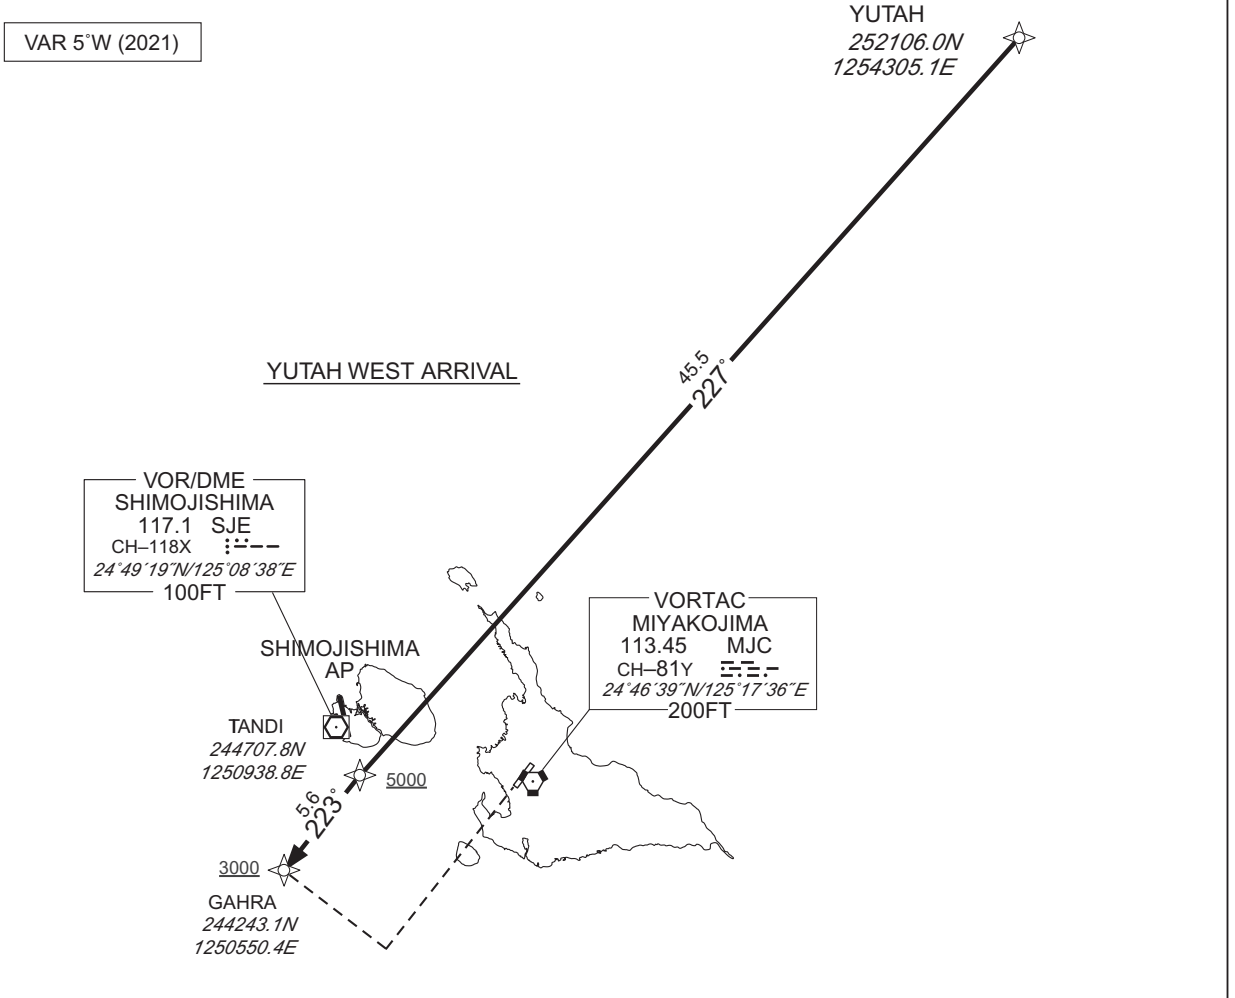 YUTAH
252106.0N
1254305.1E
VAR 5˚W (2021)
45.5
227˚
YUTAH WEST ARRIVAL
VOR/DME
SHIMOJISHIMA
117.1 SJE
CH–118X
24˚49´19˝N/125˚08´38˝E
100FT
VORTAC
MIYAKOJIMA
113.45 MJC
CH–81Y
24˚46´39˝N/125˚17´36˝E
200FT
SHIMOJISHIMA
AP
TANDI
244707.8N
1250938.8E
5000
5.6
223˚
3000
GAHRA
244243.1N
1250550.4E